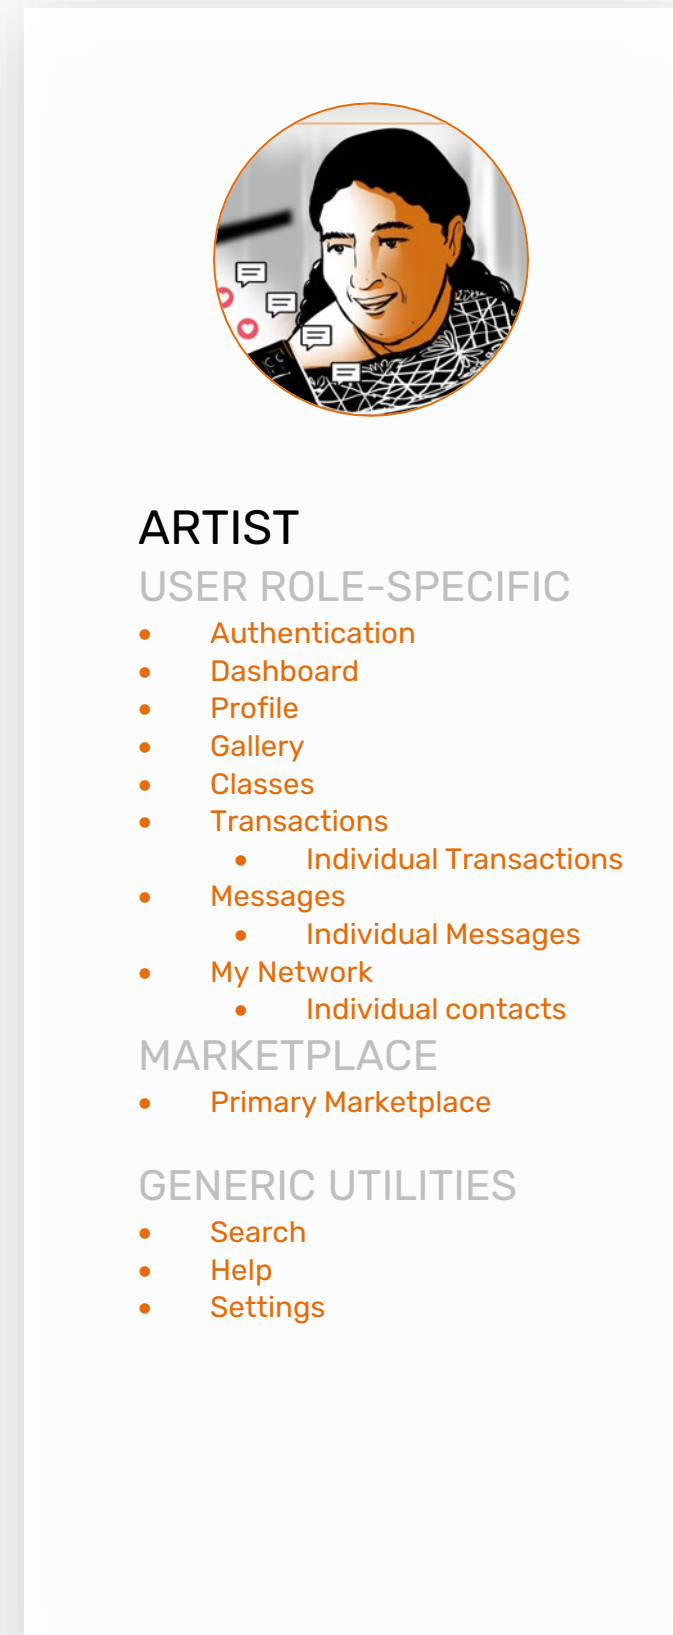 ARTIST
USER ROLE-SPECIFIC
• Authentication
• Dashboard
• Profile
• Gallery
• Classes
• Transactions
• Individual Transactions
• Messages
• Individual Messages
• My Network
• Individual contacts
MARKETPLACE
• Primary Marketplace
GENERIC UTILITIES
• Search
• Help
• Settings